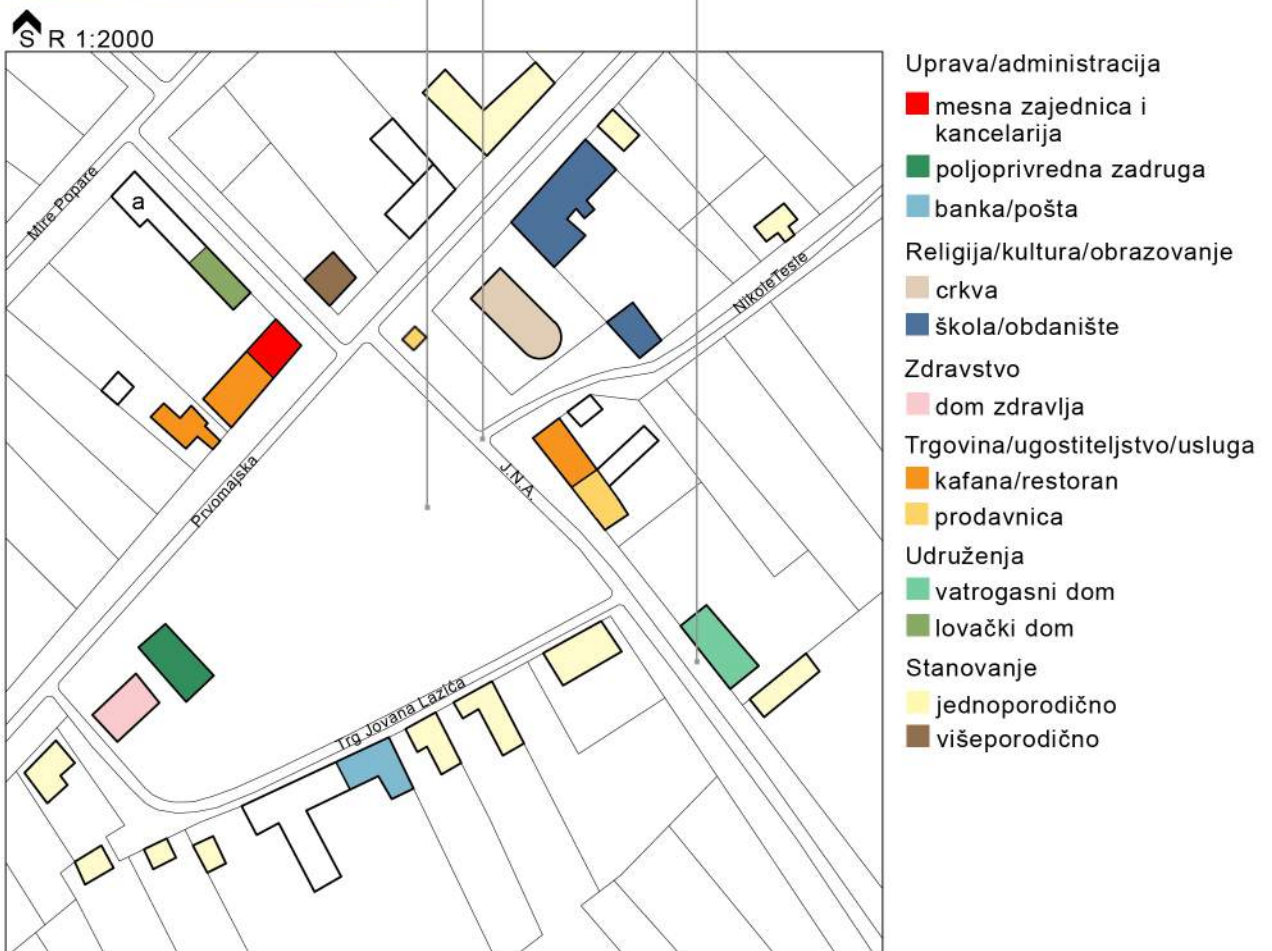 S R 1:2000
Mire Popare
a
Nikole Tesle
Prvomajska
J.N.A.
Trg Jovana Lazića
Uprava/administracija
mesna zajednica i
kancelarija
poljoprivredna zadruga
banka/pošta
Religija/kultura/obrazovanje
crkva
škola/obdanište
Zdravstvo
dom zdravlja
Trgovina/ugostiteljstvo/usluga
kafana/restoran
prodavnica
Udruženja
vatrogasni dom
lovački dom
Stanovanje
jednoporodično
višeporodično